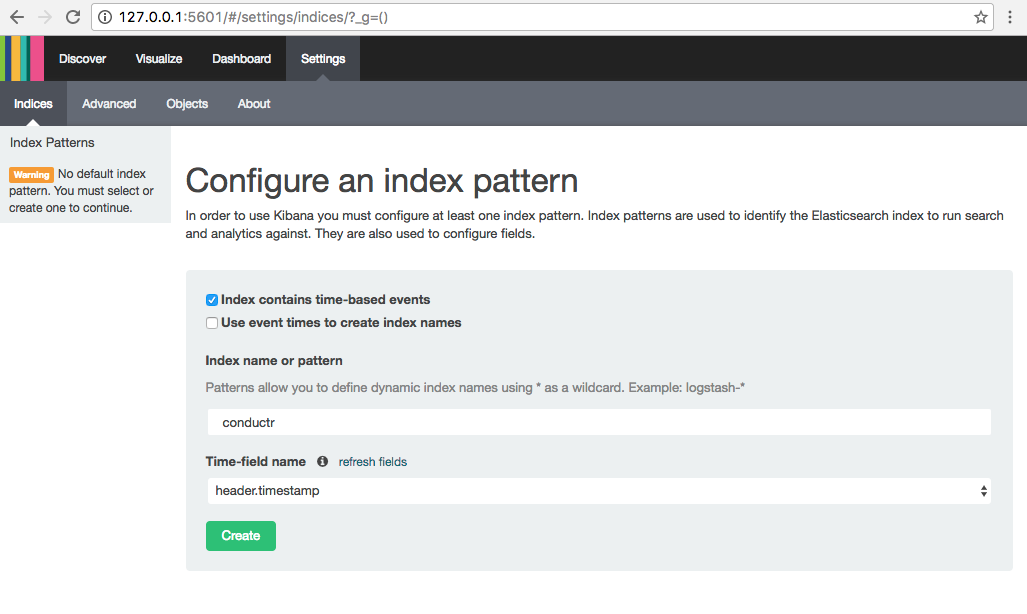 127.0.0.1:5601/#/settings/indices/?_g=()
Discover Visualize Dashboard Settings
Indices Advanced Objects About
Index Patterns
Warning No default index
pattern. You must select or
create one to continue.
Configure an index pattern
In order to use Kibana you must configure at least one index pattern. Index patterns are used to identify the Elasticsearch index to run search
and analytics against. They are also used to configure fields.
Index contains time-based events
Use event times to create index names
Index name or pattern
Patterns allow you to define dynamic index names using * as a wildcard. Example: logstash-*
conductr
Time-field name refresh fields
header.timestamp
Create